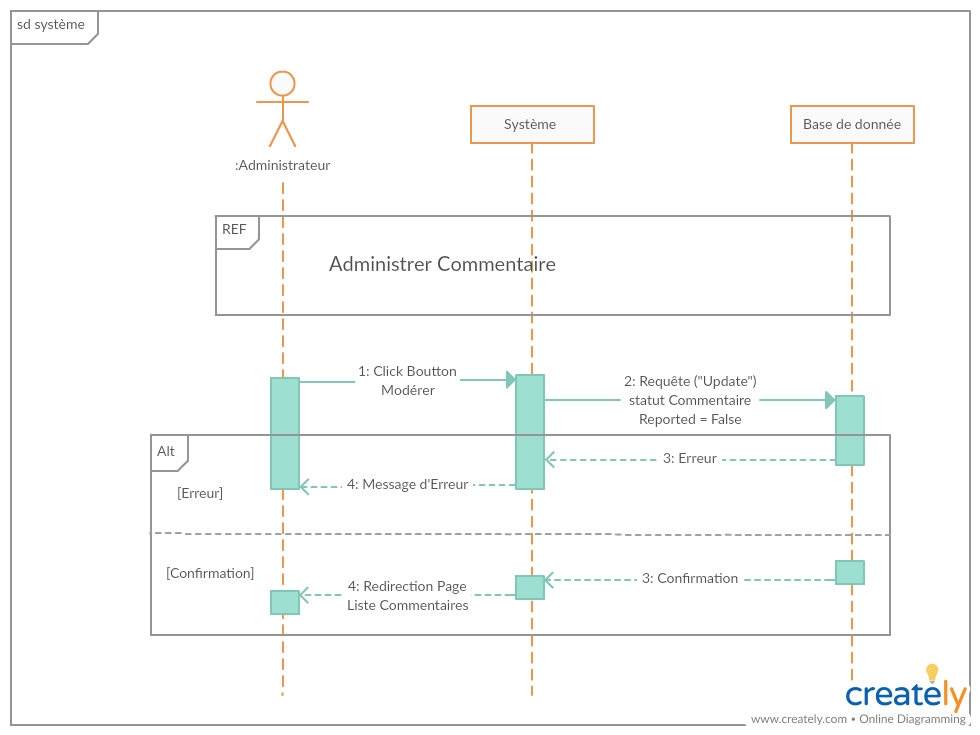 sd système
:Administrateur
Système
Base de donnée
REF
Administrer Commentaire
1: Click Boutton
Modérer
2: Requête ("Update")
statut Commentaire
Reported = False
Alt
3: Erreur
4: Message d'Erreur
[Erreur]
[Confirmation]
3: Confirmation
4: Redirection Page
Liste Commentaires
creately
www.creately.com • Online Diagramming